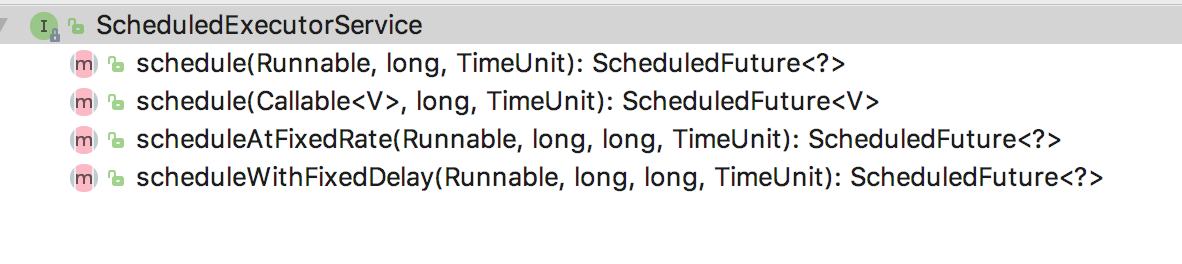 I ScheduledExecutorService
m schedule(Runnable, long, TimeUnit): ScheduledFuture<?>
m schedule(Callable<V>, long, TimeUnit): ScheduledFuture<V>
m scheduleAtFixedRate(Runnable, long, long, TimeUnit): ScheduledFuture<?>
m scheduleWithFixedDelay(Runnable, long, long, TimeUnit): ScheduledFuture<?>